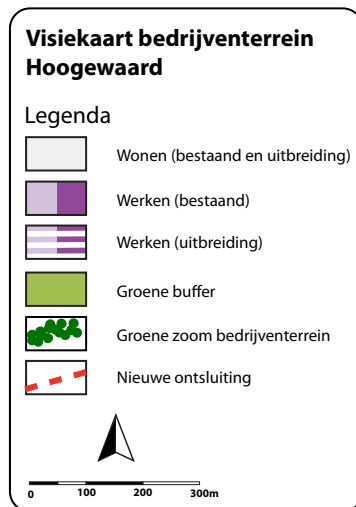 Visiekaart bedrijventerrein
Hoogewaard
Legenda
Wonen (bestaand en uitbreiding)
Werken (bestaand)
Werken (uitbreiding)
Groene buffer
Groene zoom bedrijventerrein
Nieuwe ontsluiting
0 100 200 300m